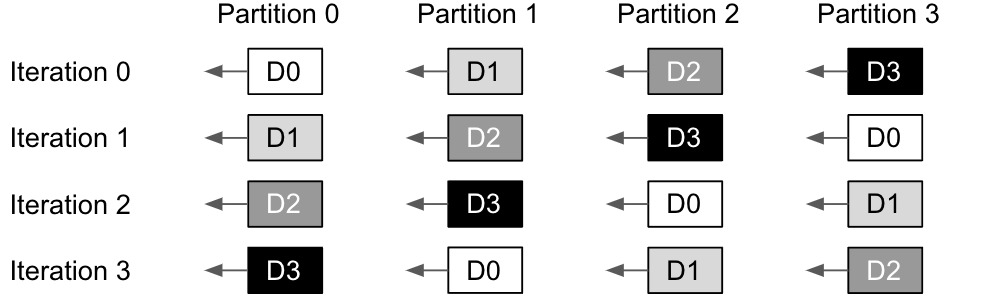 Partition 0 Partition 1 Partition 2 Partition 3
Iteration 0 D0 D1 D2 D3
Iteration 1 D1 D2 D3 D0
Iteration 2 D2 D3 D0 D1
Iteration 3 D3 D0 D1 D2